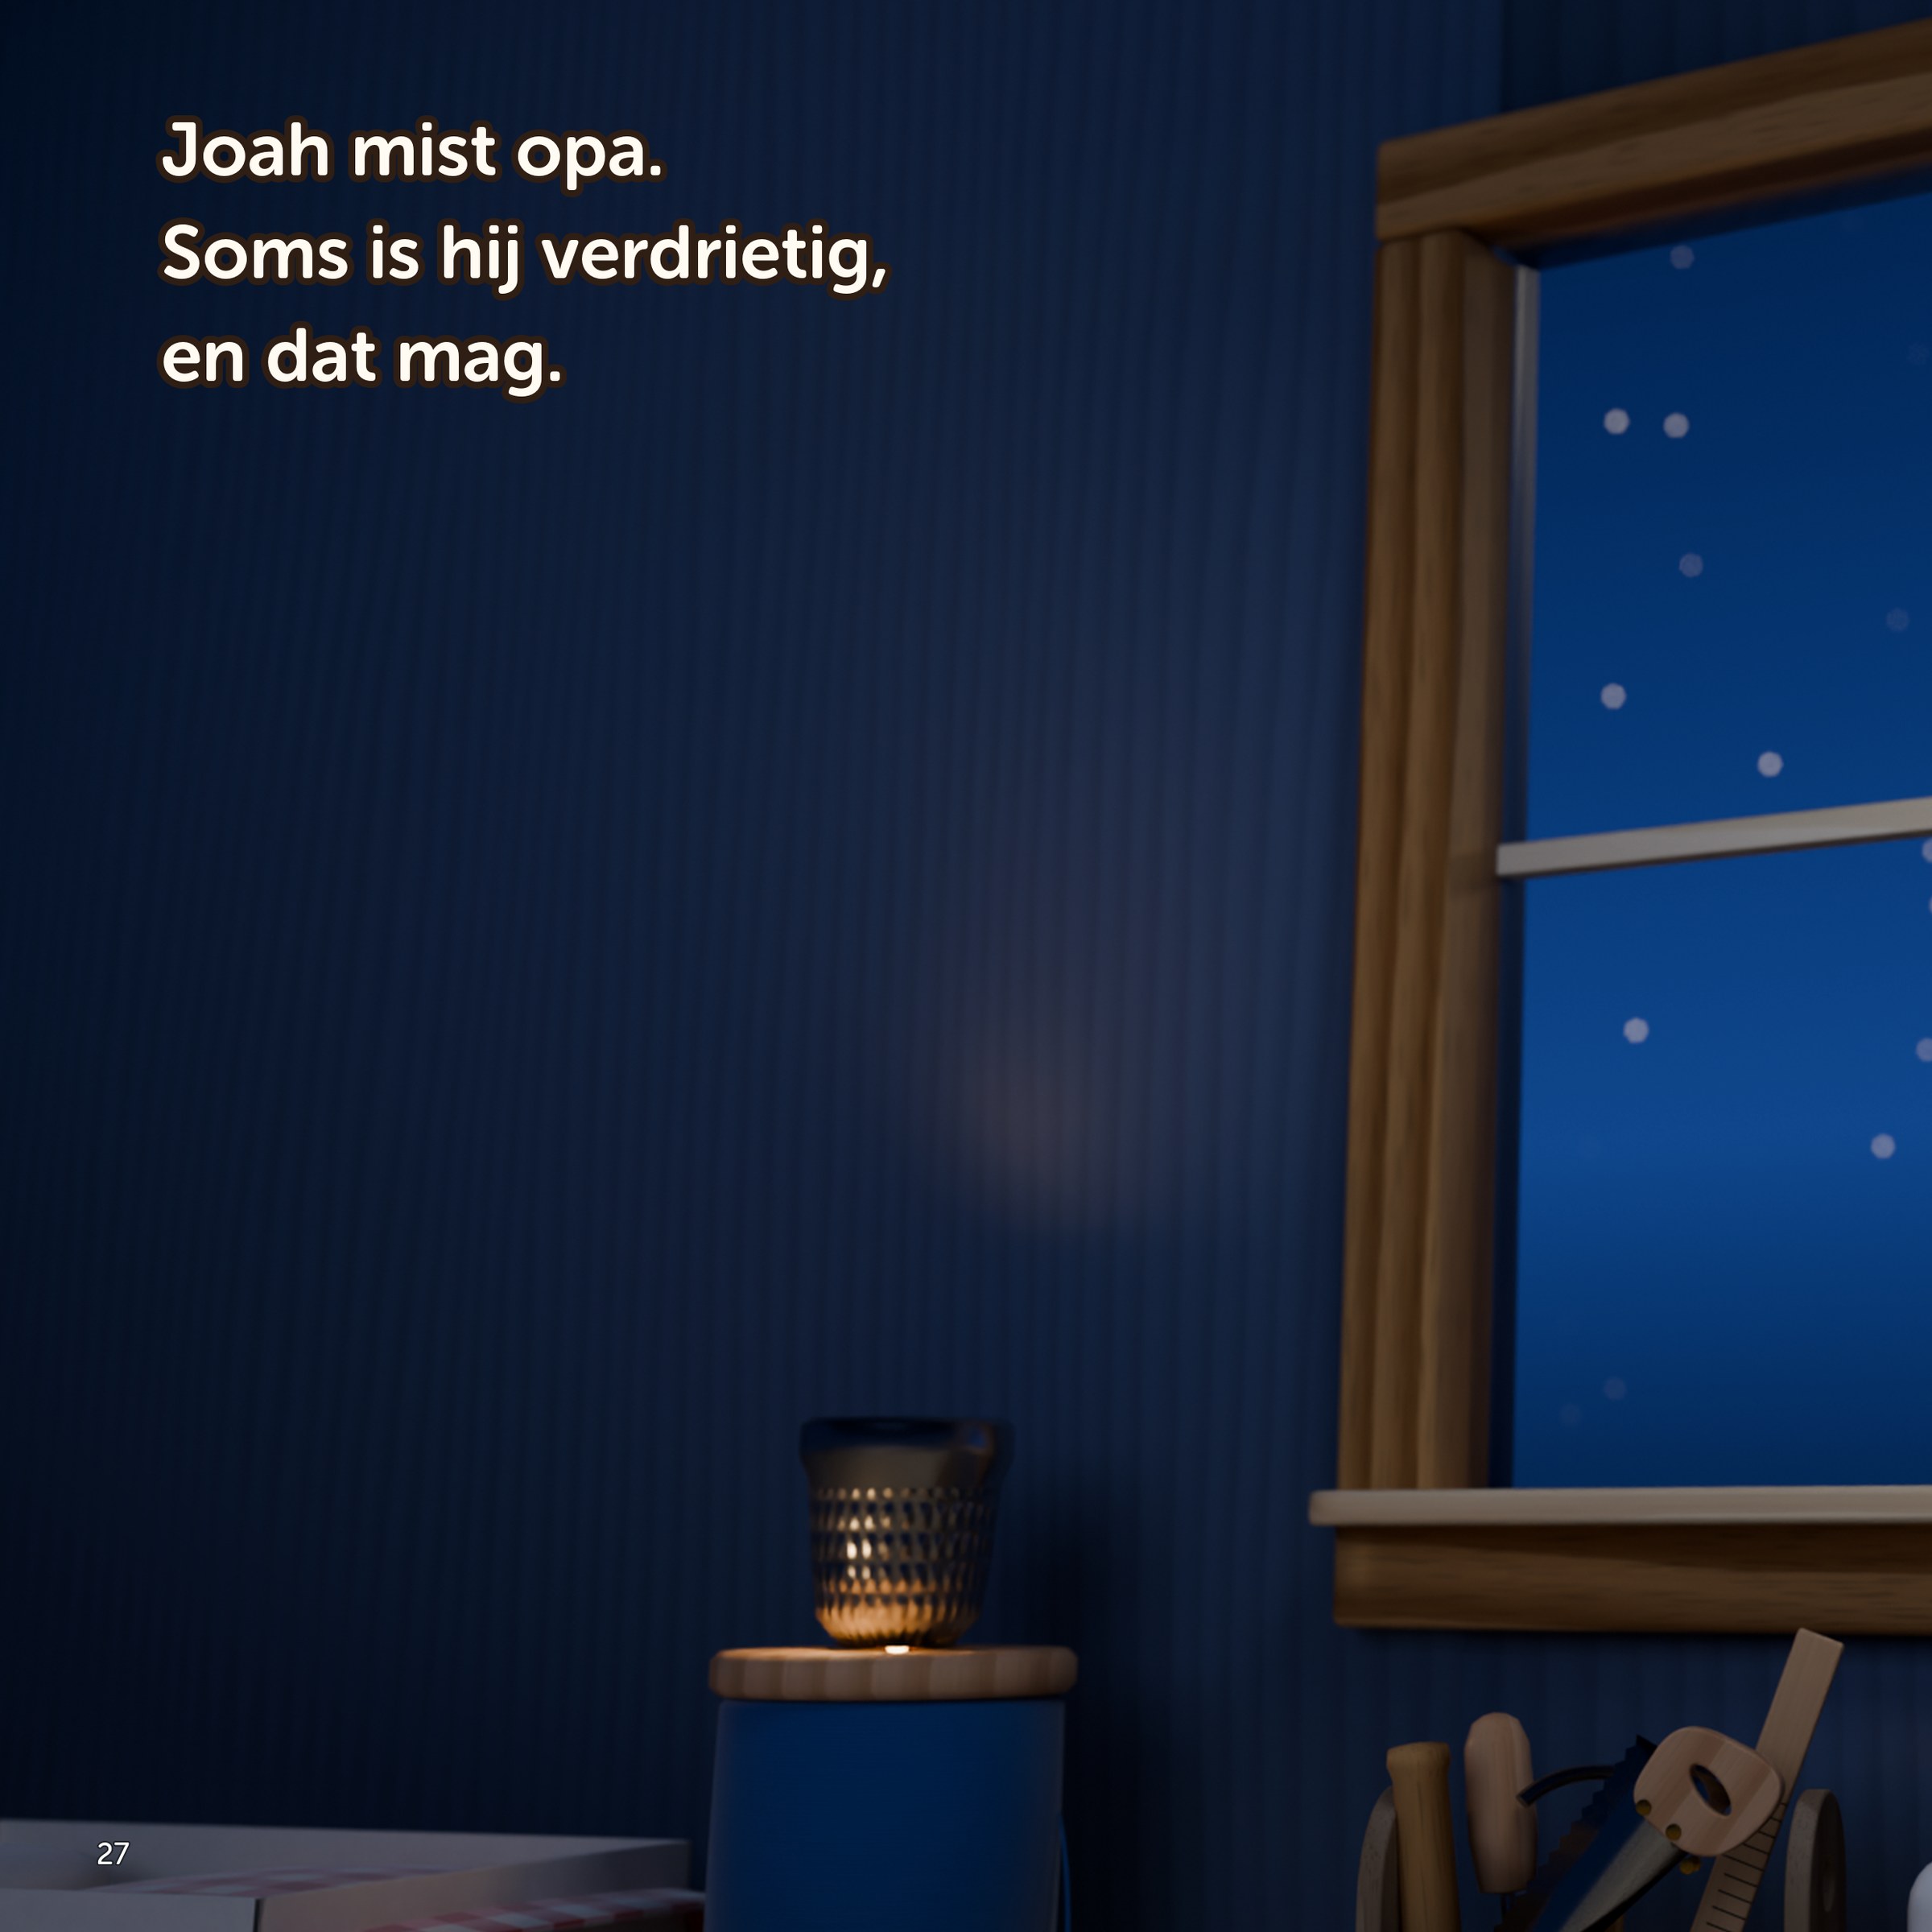 Joah mist opa.
Soms is hij verdrietig,
en dat mag.
27